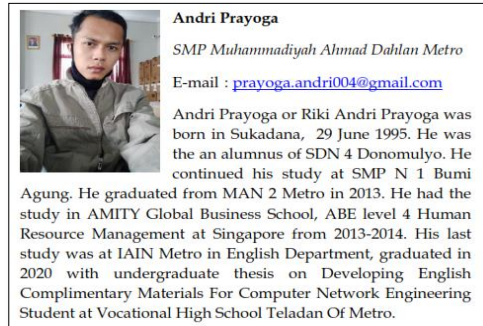 Andri Prayoga
SMP Muhammadiyah Ahmad Dahlan Metro
E-mail : prayoga.andri004@gmail.com
Andri Prayoga or Riki Andri Prayoga was
born in Sukadana, 29 June 1995. He was
the an alumnus of SDN 4 Donomulyo. He
continued his study at SMP N 1 Bumi
Agung. He graduated from MAN 2 Metro in 2013. He had the
study in AMITY Global Business School, ABE level 4 Human
Resource Management at Singapore from 2013-2014. His last
study was at IAIN Metro in English Department, graduated in
2020 with undergraduate thesis on Developing English
Complimentary Materials For Computer Network Engineering
Student at Vocational High School Teladan Of Metro.